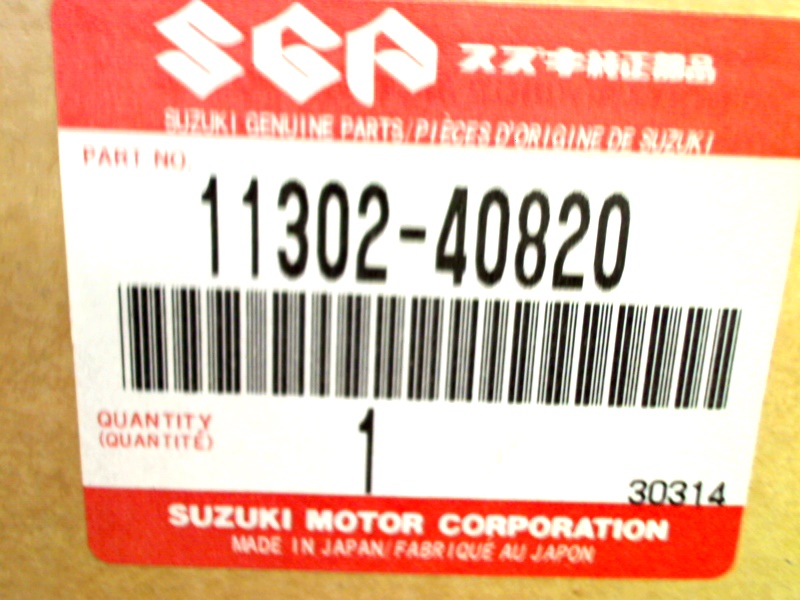 SGP スズキ純正部品
SUZUKI GENUINE PARTS/PIÈCES D'ORIGINE DE SUZUKI
PART NO.
11302-40820
QUANTITY
(QUANTITÉ)
1
30314
SUZUKI MOTOR CORPORATION
MADE IN JAPAN/FABRIQUÉ AU JAPON